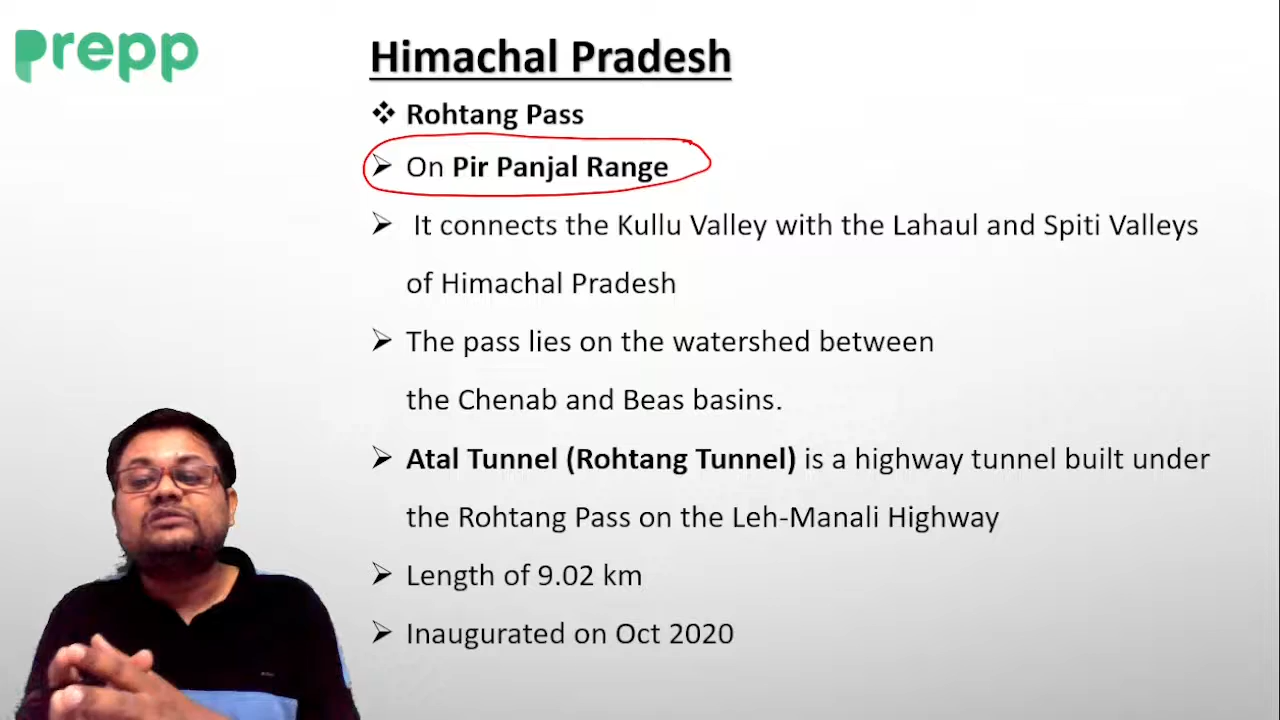 prepp
Himachal Pradesh
❖ Rohtang Pass
➢ On Pir Panjal Range
➢ It connects the Kullu Valley with the Lahaul and Spiti Valleys
of Himachal Pradesh
➢ The pass lies on the watershed between
the Chenab and Beas basins.
➢ Atal Tunnel (Rohtang Tunnel) is a highway tunnel built under
the Rohtang Pass on the Leh-Manali Highway
➢ Length of 9.02 km
➢ Inaugurated on Oct 2020